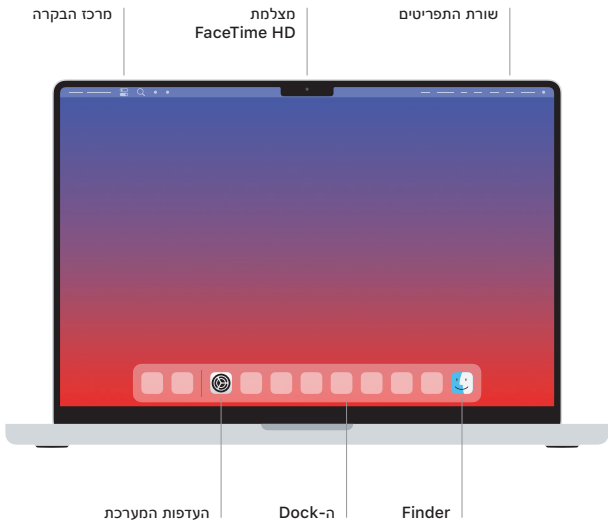 שורת התפריטים
מצלמת
FaceTime HD
מרכז הבקרה
Finder
ה-Dock
העדפות המערכת